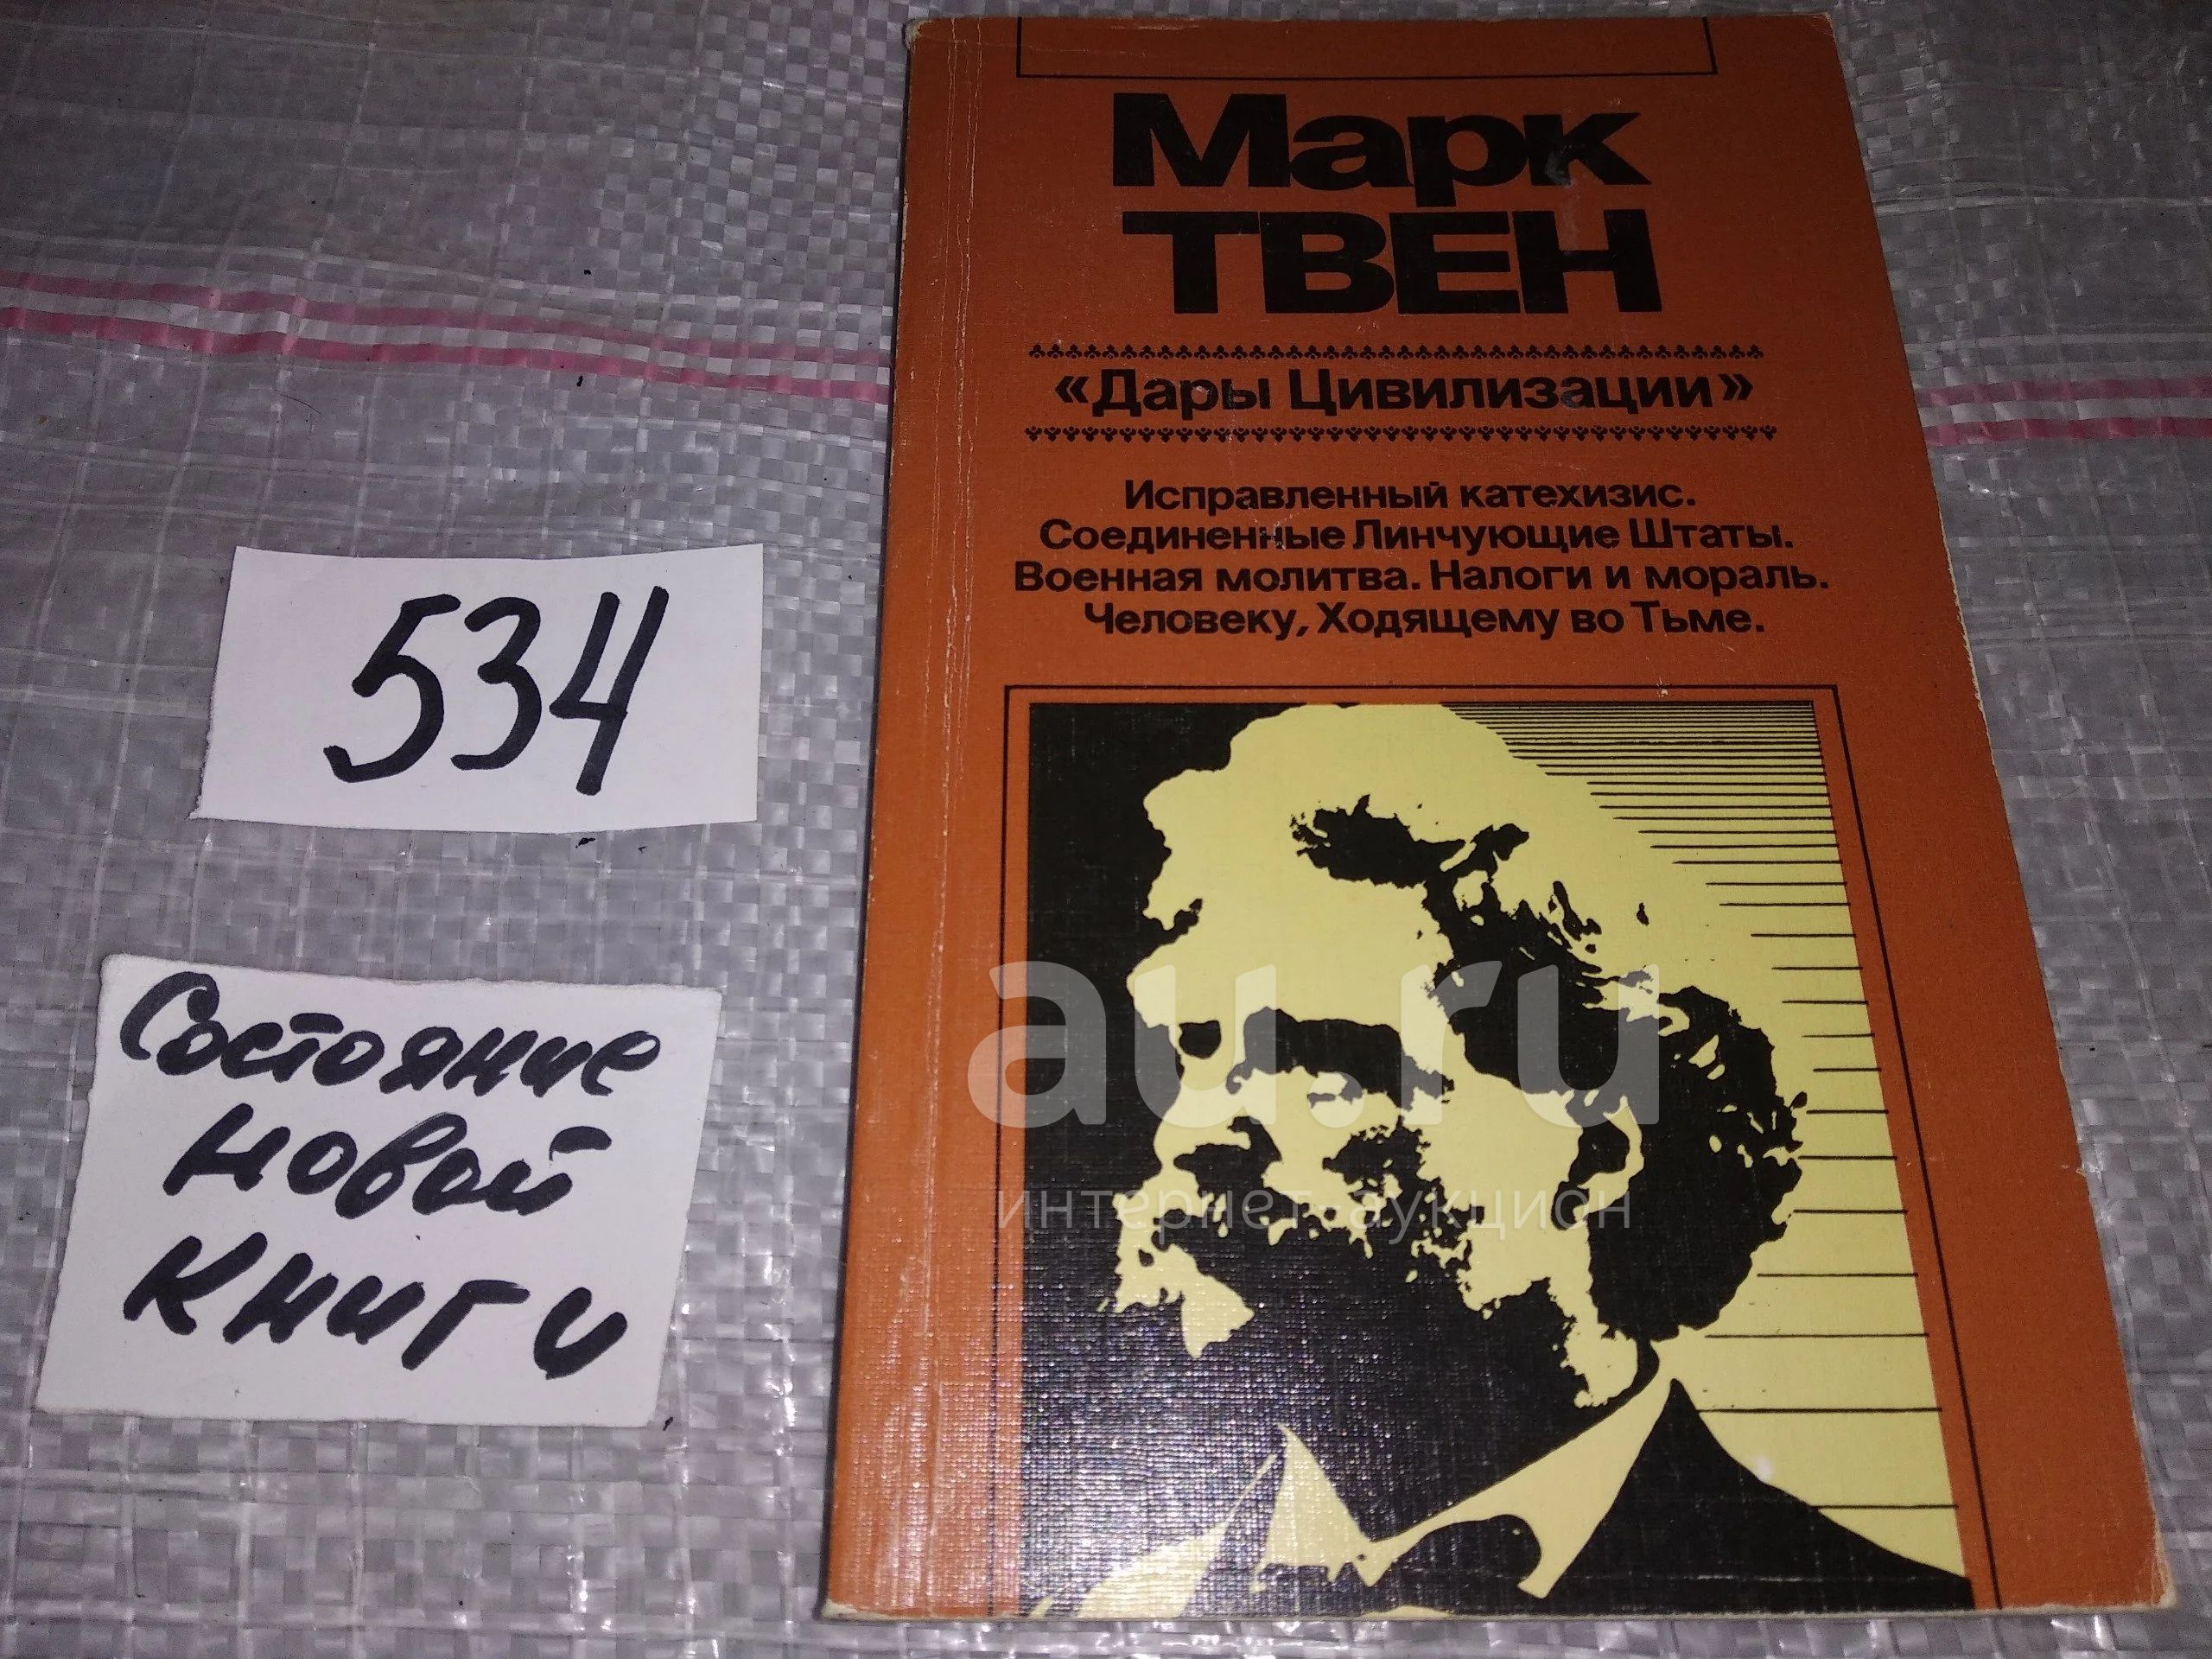 Марк
ТВЕН
«Дары Цивилизации»
Исправленный катехизис.
Соединенные Линчующие Штаты.
Военная молитва. Налоги и мораль.
Человеку, Ходящему во Тьме.
534
Состояние
новой
книги
au.ru
интернет-аукцион